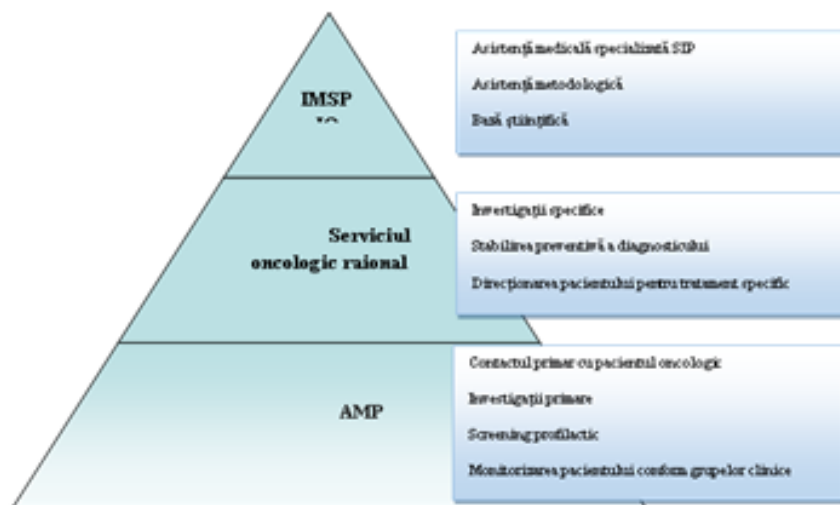 IMSP
Asistenţă medicală specializată SIP
Asistenţă metodologică
Bază ştiinţifică
Serviciul
oncologic raional
Investigaţii specifice
Stabilirea preventivă a diagnosticului
Direcţionarea pacientului pentru tratament specific
AMP
Contactul primar cu pacientul oncologic
Investigaţii primare
Screening profilactic
Monitorizarea pacientului conform grupelor clinice